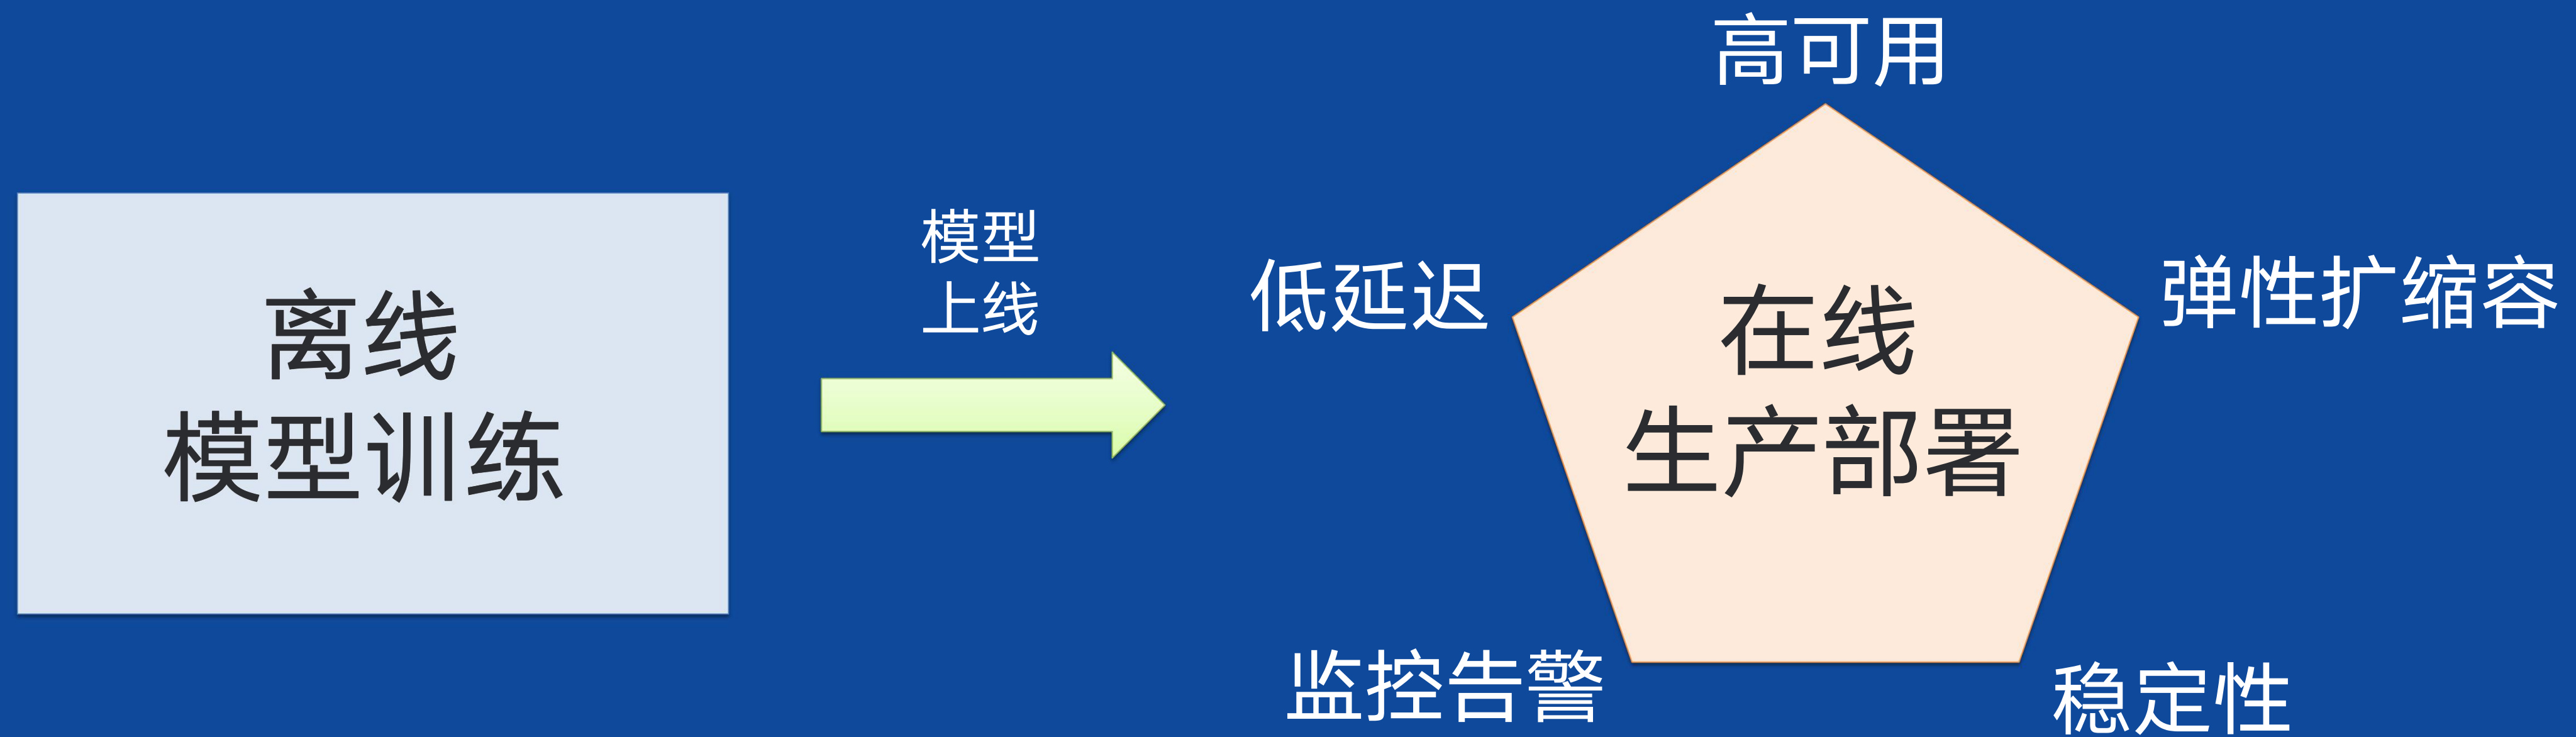 离线
模型训练
模型
上线
高可用
低延迟
弹性扩缩容
在线
生产部署
监控告警
稳定性